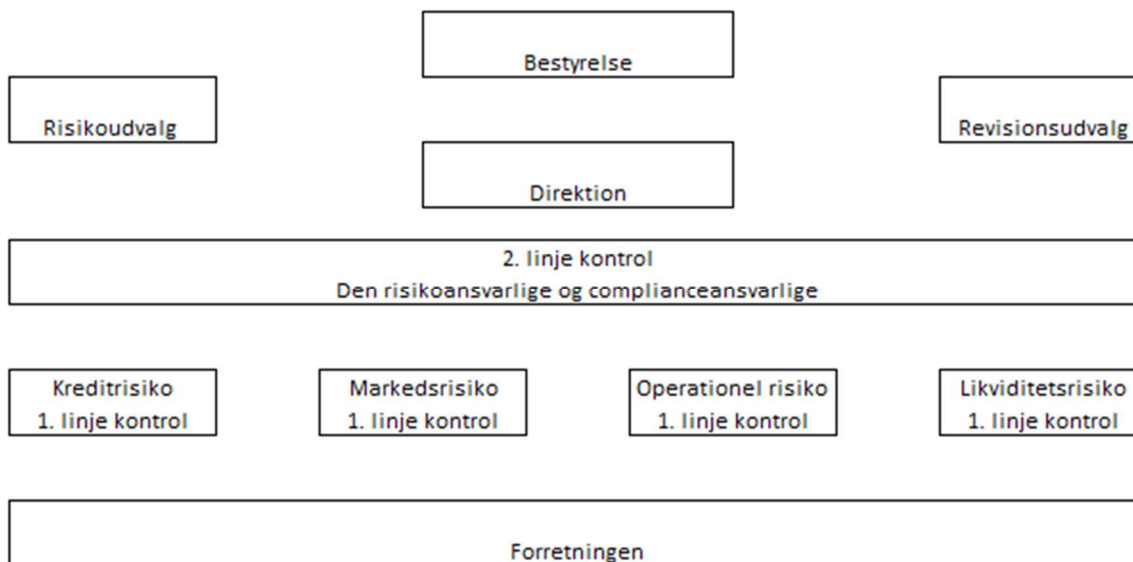 Bestyrelse
Risikoudvalg
Revisionsudvalg
Direktion
2. linje kontrol
Den risikoansvarlige og complianceansvarlige
Kreditrisiko
1. linje kontrol
Markedsrisiko
1. linje kontrol
Operationel risiko
1. linje kontrol
Likviditetsrisiko
1. linje kontrol
Forretningen